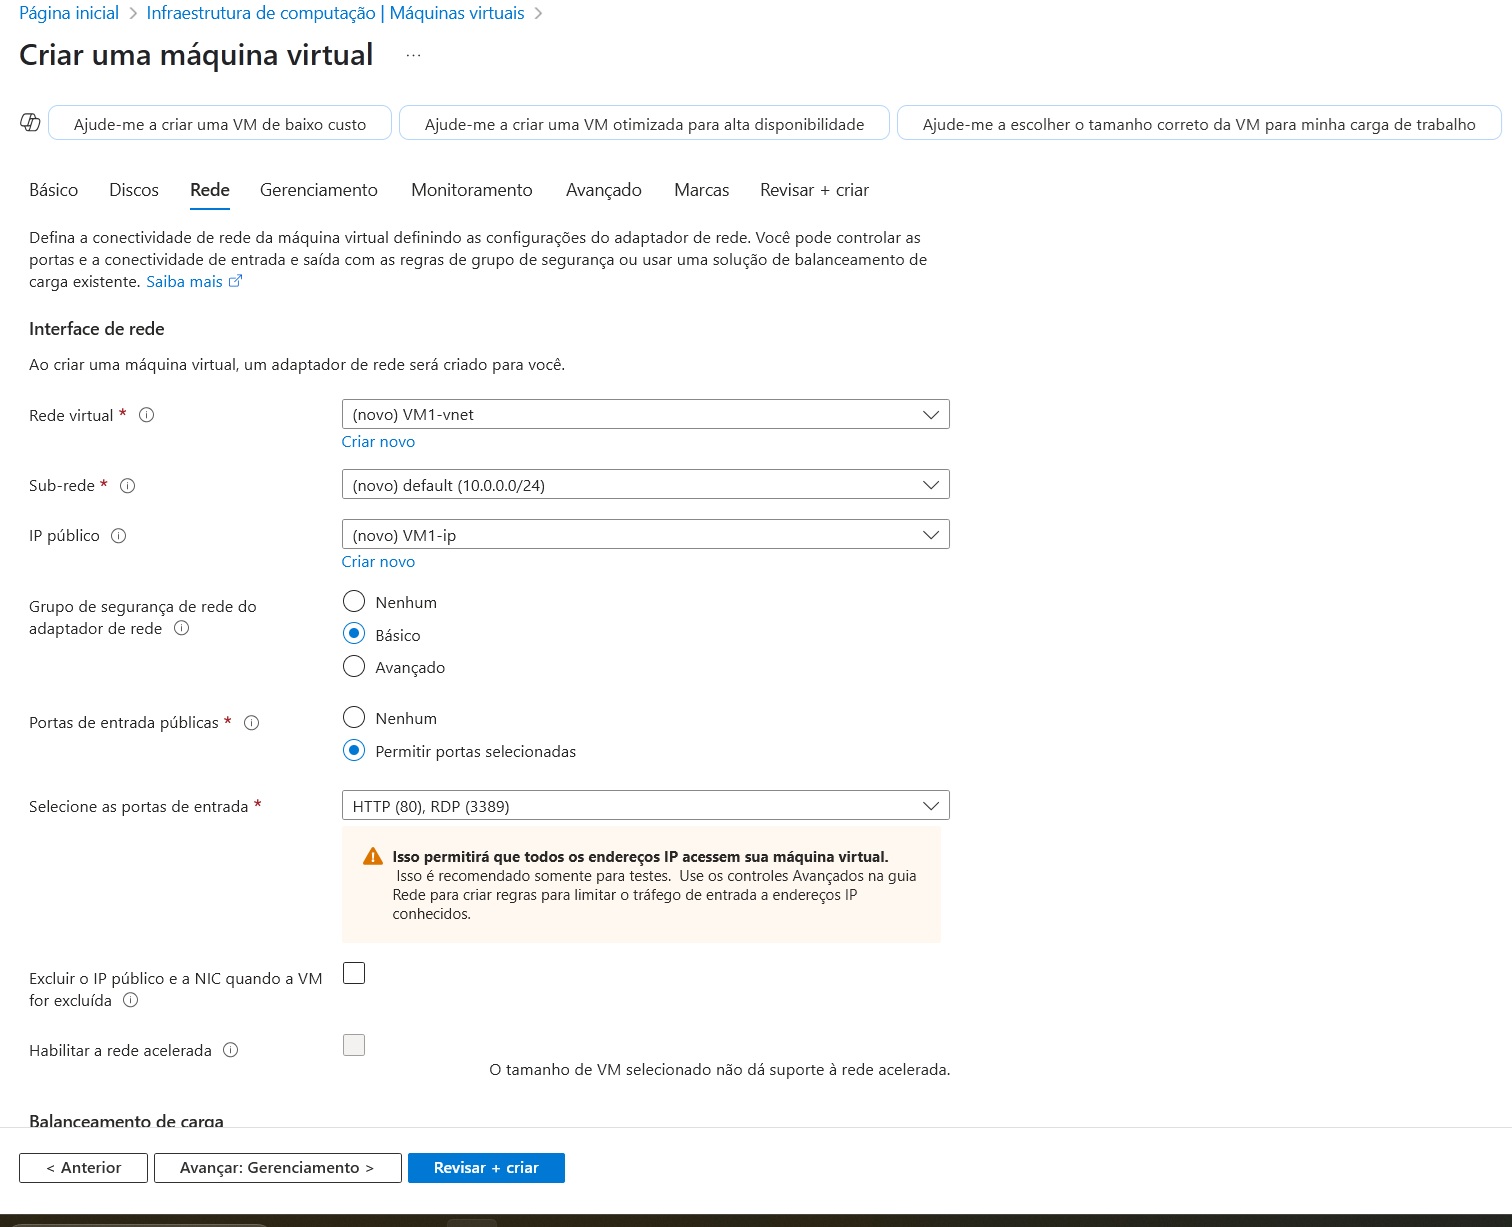 Página inicial > Infraestrutura de computação | Máquinas virtuais >
Criar uma máquina virtual ...
Ajude-me a criar uma VM de baixo custo
Ajude-me a criar uma VM otimizada para alta disponibilidade
Ajude-me a escolher o tamanho correto da VM para minha carga de trabalho
Básico Discos Rede Gerenciamento Monitoramento Avançado Marcas Revisar + criar
Defina a conectividade de rede da máquina virtual definindo as configurações do adaptador de rede. Você pode controlar as
portas e a conectividade de entrada e saída com as regras de grupo de segurança ou usar uma solução de balanceamento de
carga existente. Saiba mais
Interface de rede
Ao criar uma máquina virtual, um adaptador de rede será criado para você.
Rede virtual *
(novo) VM1-vnet
Criar novo
Sub-rede *
(novo) default (10.0.0.0/24)
IP público
(novo) VM1-ip
Criar novo
Grupo de segurança de rede do
adaptador de rede
Nenhum
Básico
Avançado
Portas de entrada públicas *
Nenhum
Permitir portas selecionadas
Selecione as portas de entrada *
HTTP (80), RDP (3389)
Isso permitirá que todos os endereços IP acessem sua máquina virtual.
Isso é recomendado somente para testes. Use os controles Avançados na guia
Rede para criar regras para limitar o tráfego de entrada a endereços IP
conhecidos.
Excluir o IP público e a NIC quando a VM
for excluída
Habilitar a rede acelerada
O tamanho de VM selecionado não dá suporte à rede acelerada.
Balanceamento de carga
< Anterior
Avançar: Gerenciamento >
Revisar + criar